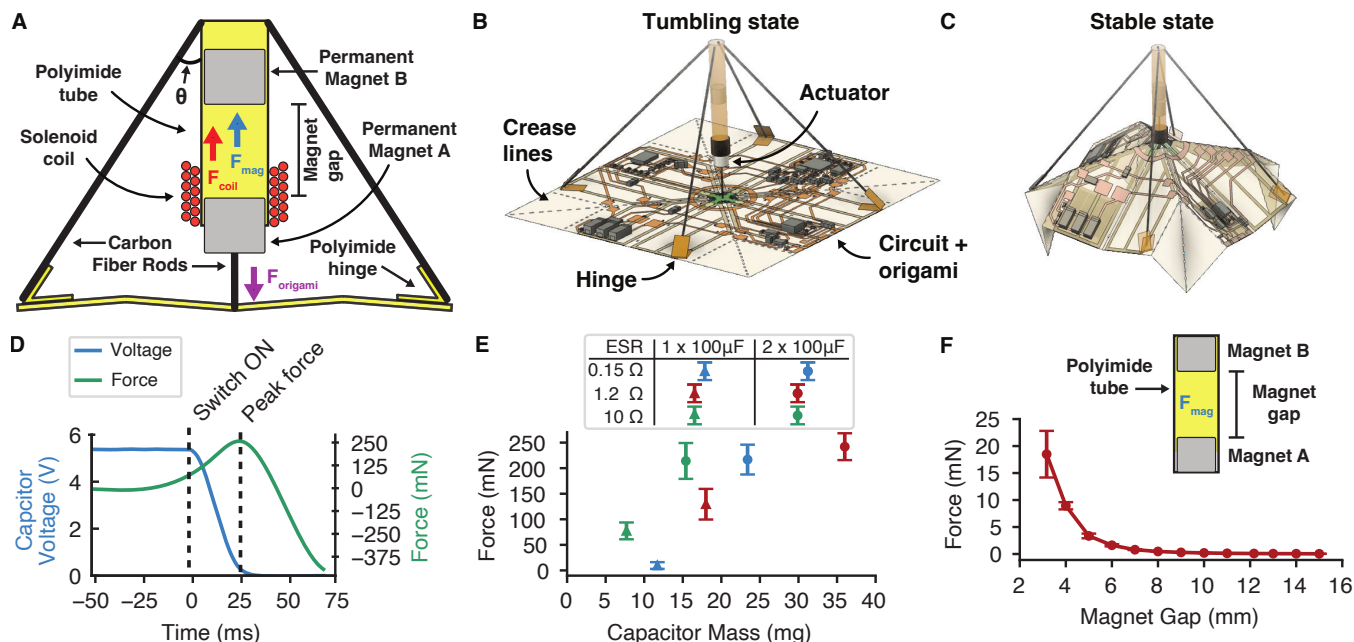 A
Polyimide
tube
Solenoid
coil
θ
Permanent
Magnet B
Permanent
Magnet A
Magnet
gap
F_coil
F_mag
Carbon
Fiber Rods
Polyimide
hinge
F_origami
B
Tumbling state
Crease
lines
Actuator
Hinge
Circuit +
origami
C
Stable state
D
Voltage
Force
Switch ON
Peak force
Capcitor
Voltage (V)
6
4
2
0
250
125
0
−125
−250
−375
Force (mN)
−50 −25 0 25 50 75
Time (ms)
E
ESR 1 x 100µF 2 x 100µF
0.15 Ω
1.2 Ω
10 Ω
Force (mN)
250
200
150
100
50
0
0 5 10 15 20 25 30 35 40
Capacitor Mass (mg)
F
Polyimide
tube
Magnet B
F_mag
Magnet
gap
Magnet A
Force (mN)
25
20
15
10
5
0
2 4 6 8 10 12 14 16
Magnet Gap (mm)